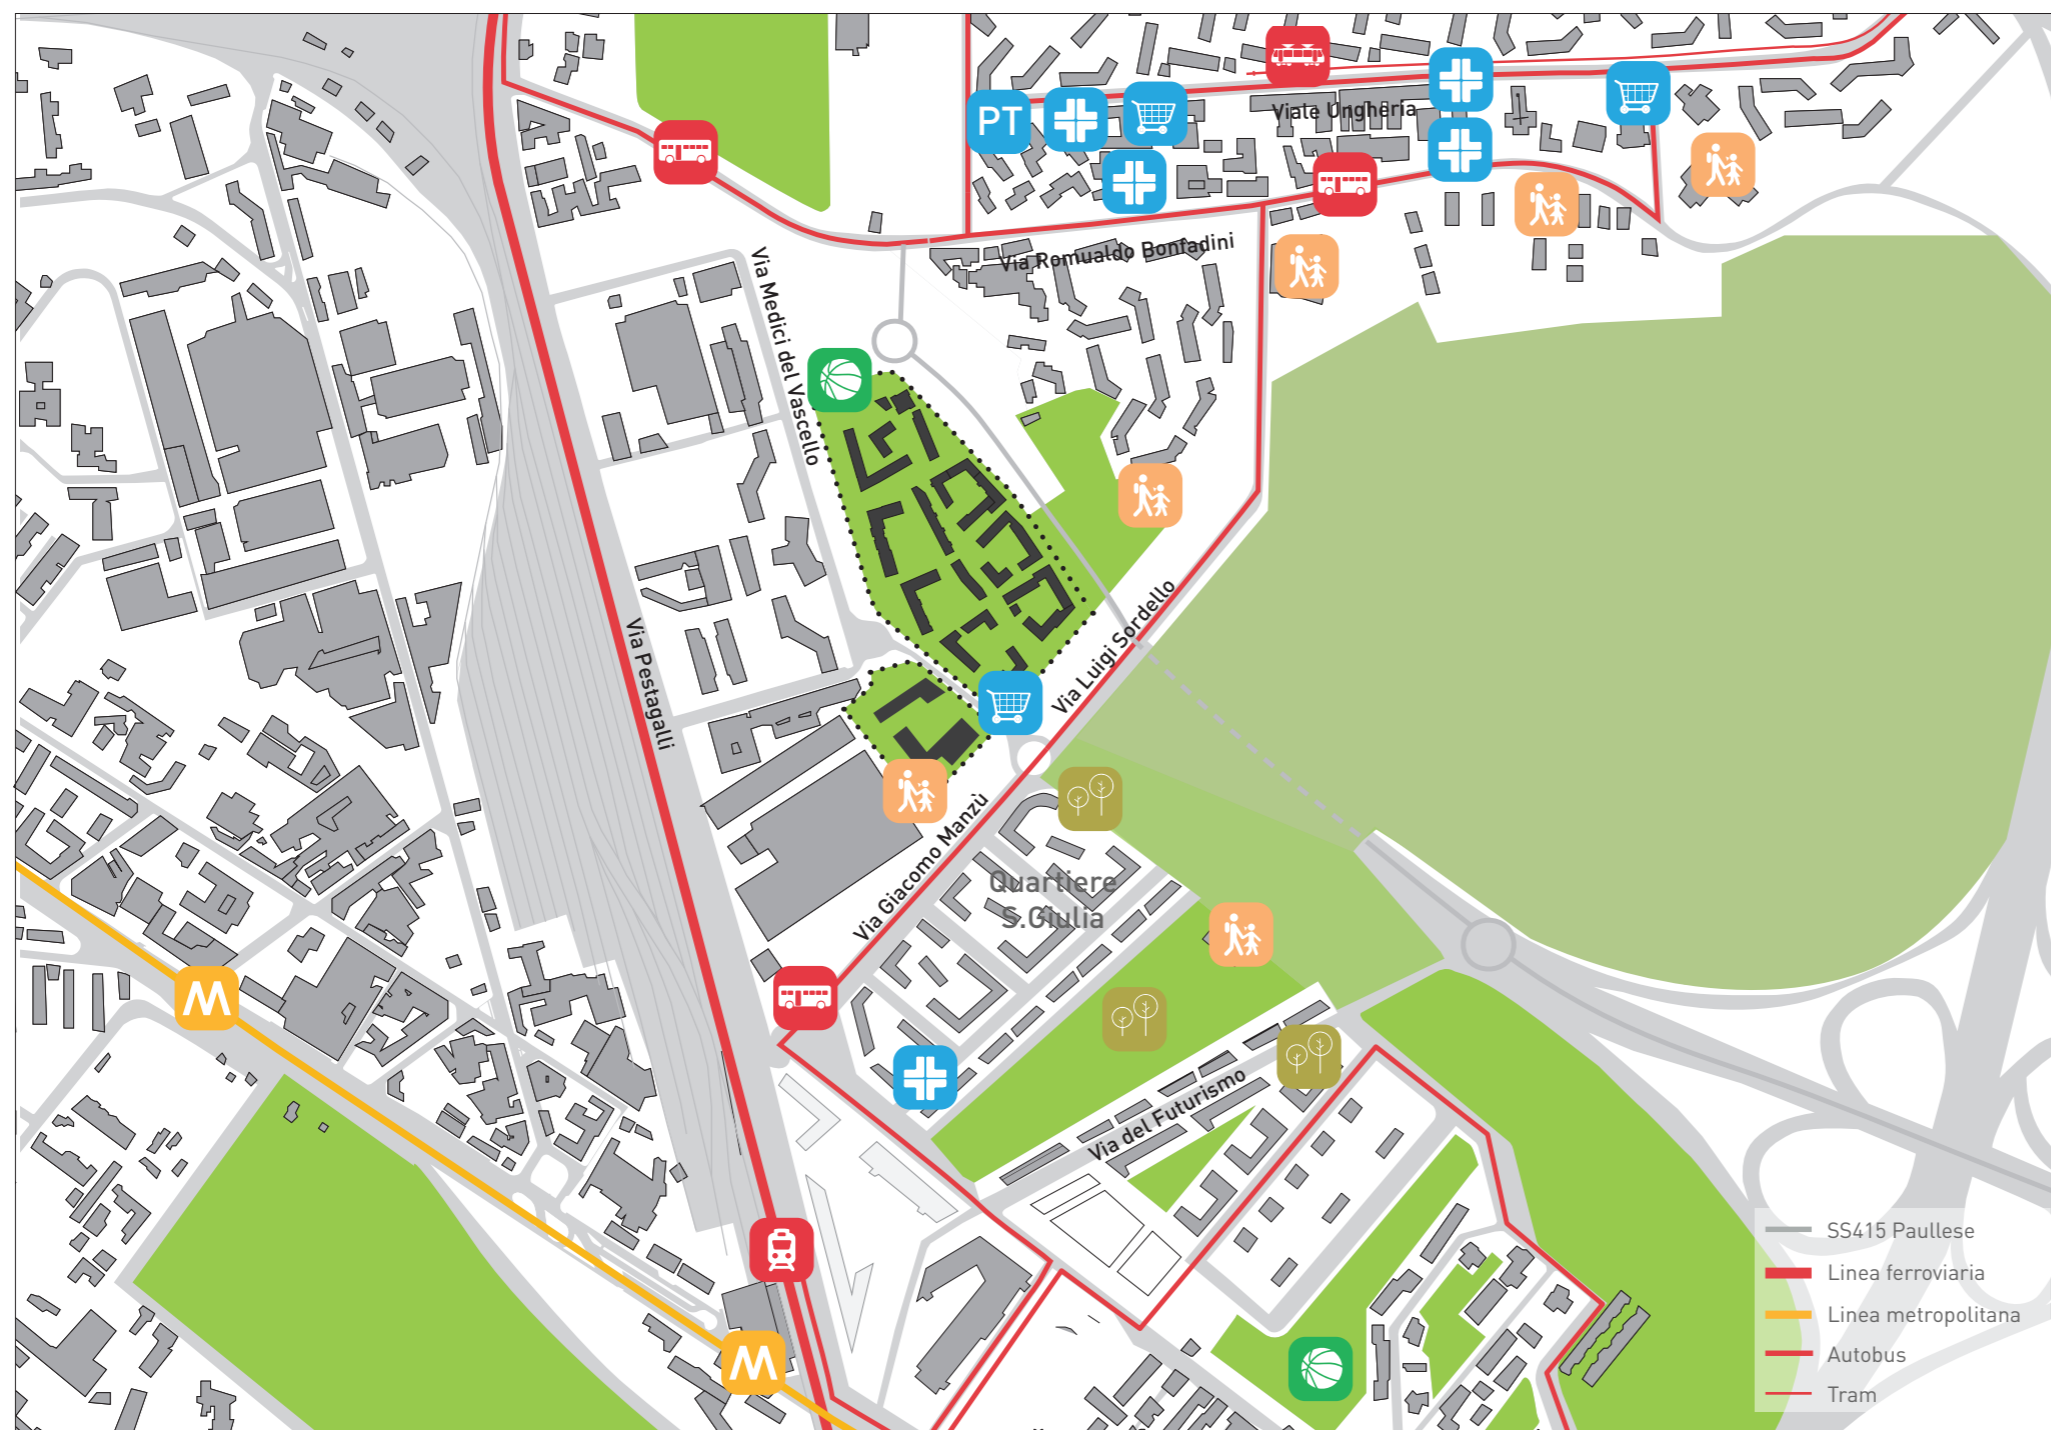 PT
Viale Ungheria
Via Romualdo Bonfadini
Via Medici del Vascello
Via Pestagalli
Via Luigi Sordello
Via Giacomo Manzù
Quartiere
S.Giulia
M
Via del Futurismo
M
SS415 Paullese
Linea ferroviaria
Linea metropolitana
Autobus
Tram